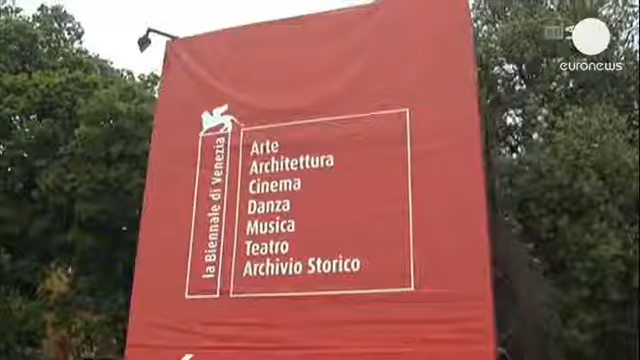 euronews
la Biennale di Venezia
Arte
Architettura
Cinema
Danza
Musica
Teatro
Archivio Storico